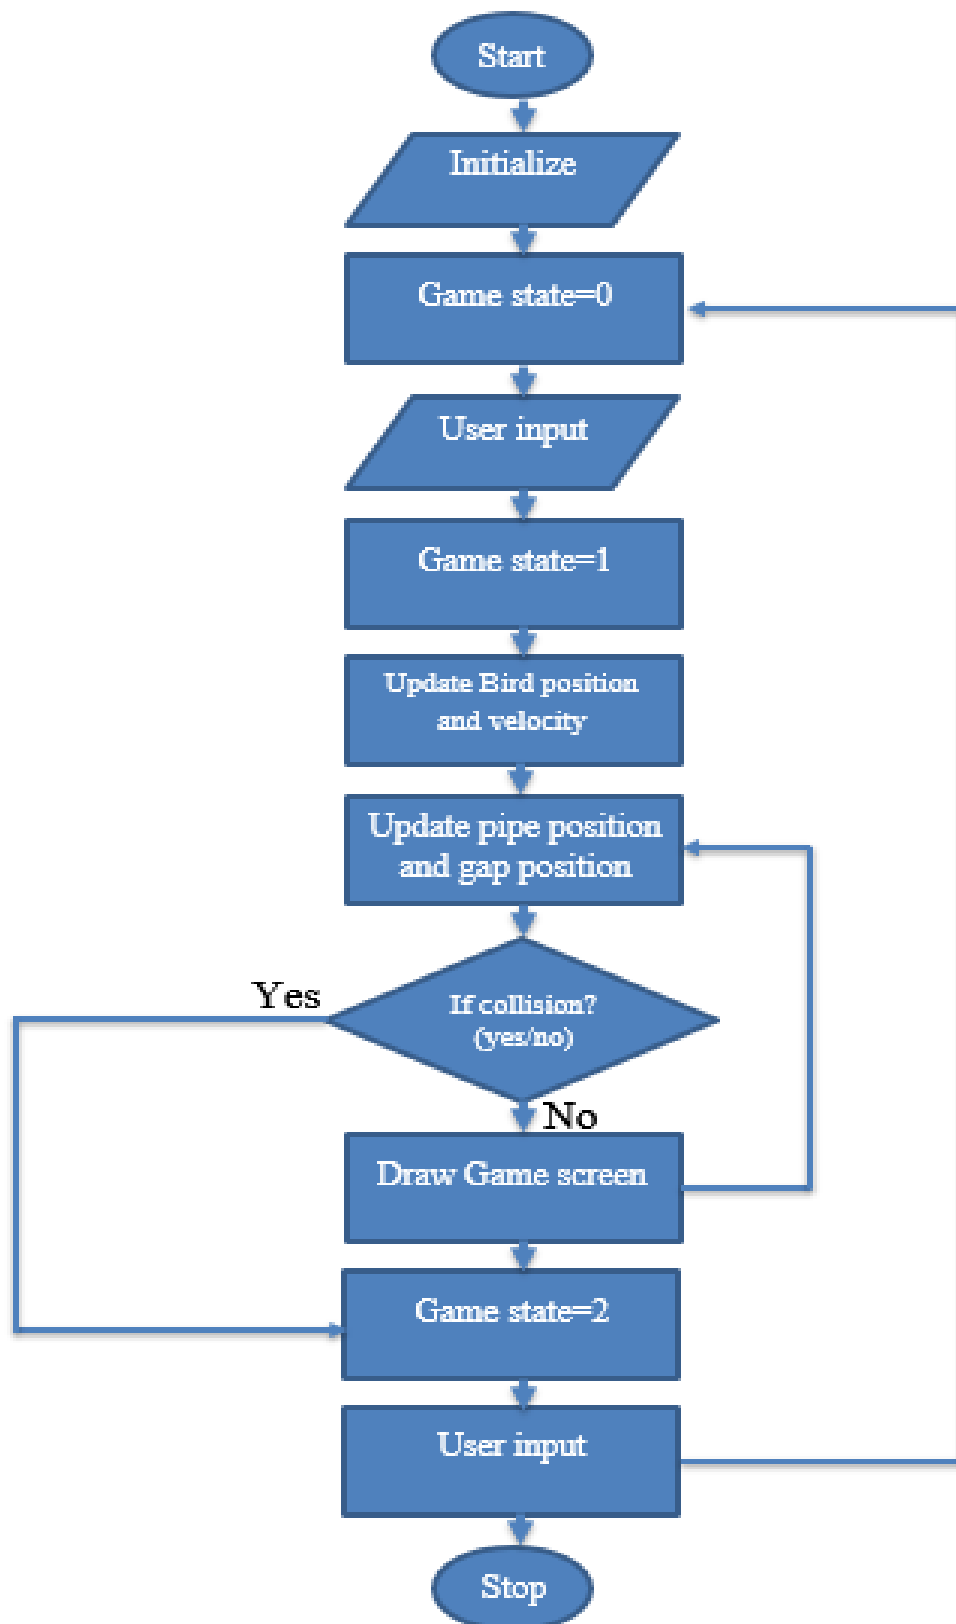 Start
Initialize
Game state=0
User input
Game state=1
Update Bird position
and velocity
Update pipe position
and gap position
Yes
If collision?
(yes/no)
No
Draw Game screen
Game state=2
User input
Stop